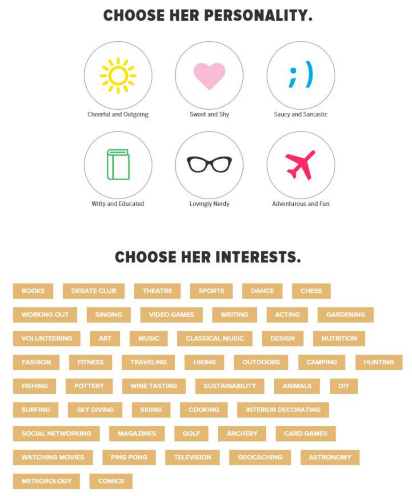 CHOOSE HER PERSONALITY.
;)
Cheerful and Outgoing Sweet and Shy Saucy and Sarcastic
Witty and Educated Lovingly Nerdy Adventurous and Fun
CHOOSE HER INTERESTS.
BOOKS DEBATE CLUB THEATRE SPORTS DANCE CHESS
WORKING OUT SINGING VIDEO GAMES WRITING ACTING GARDENING
VOLUNTEERING ART MUSIC CLASSICAL MUSIC DESIGN NUTRITION
FASHION FITNESS TRAVELING HIKING OUTDOORS CAMPING HUNTING
FISHING POTTERY WINE TASTING SUSTAINABILITY ANIMALS DIY
SURFING SKY DIVING SKIING COOKING INTERIOR DECORATING
SOCIAL NETWORKING MAGAZINES GOLF ARCHERY CARD GAMES
WATCHING MOVIES PING PONG TELEVISION GEOCACHING ASTRONOMY
METEOROLOGY COMICS